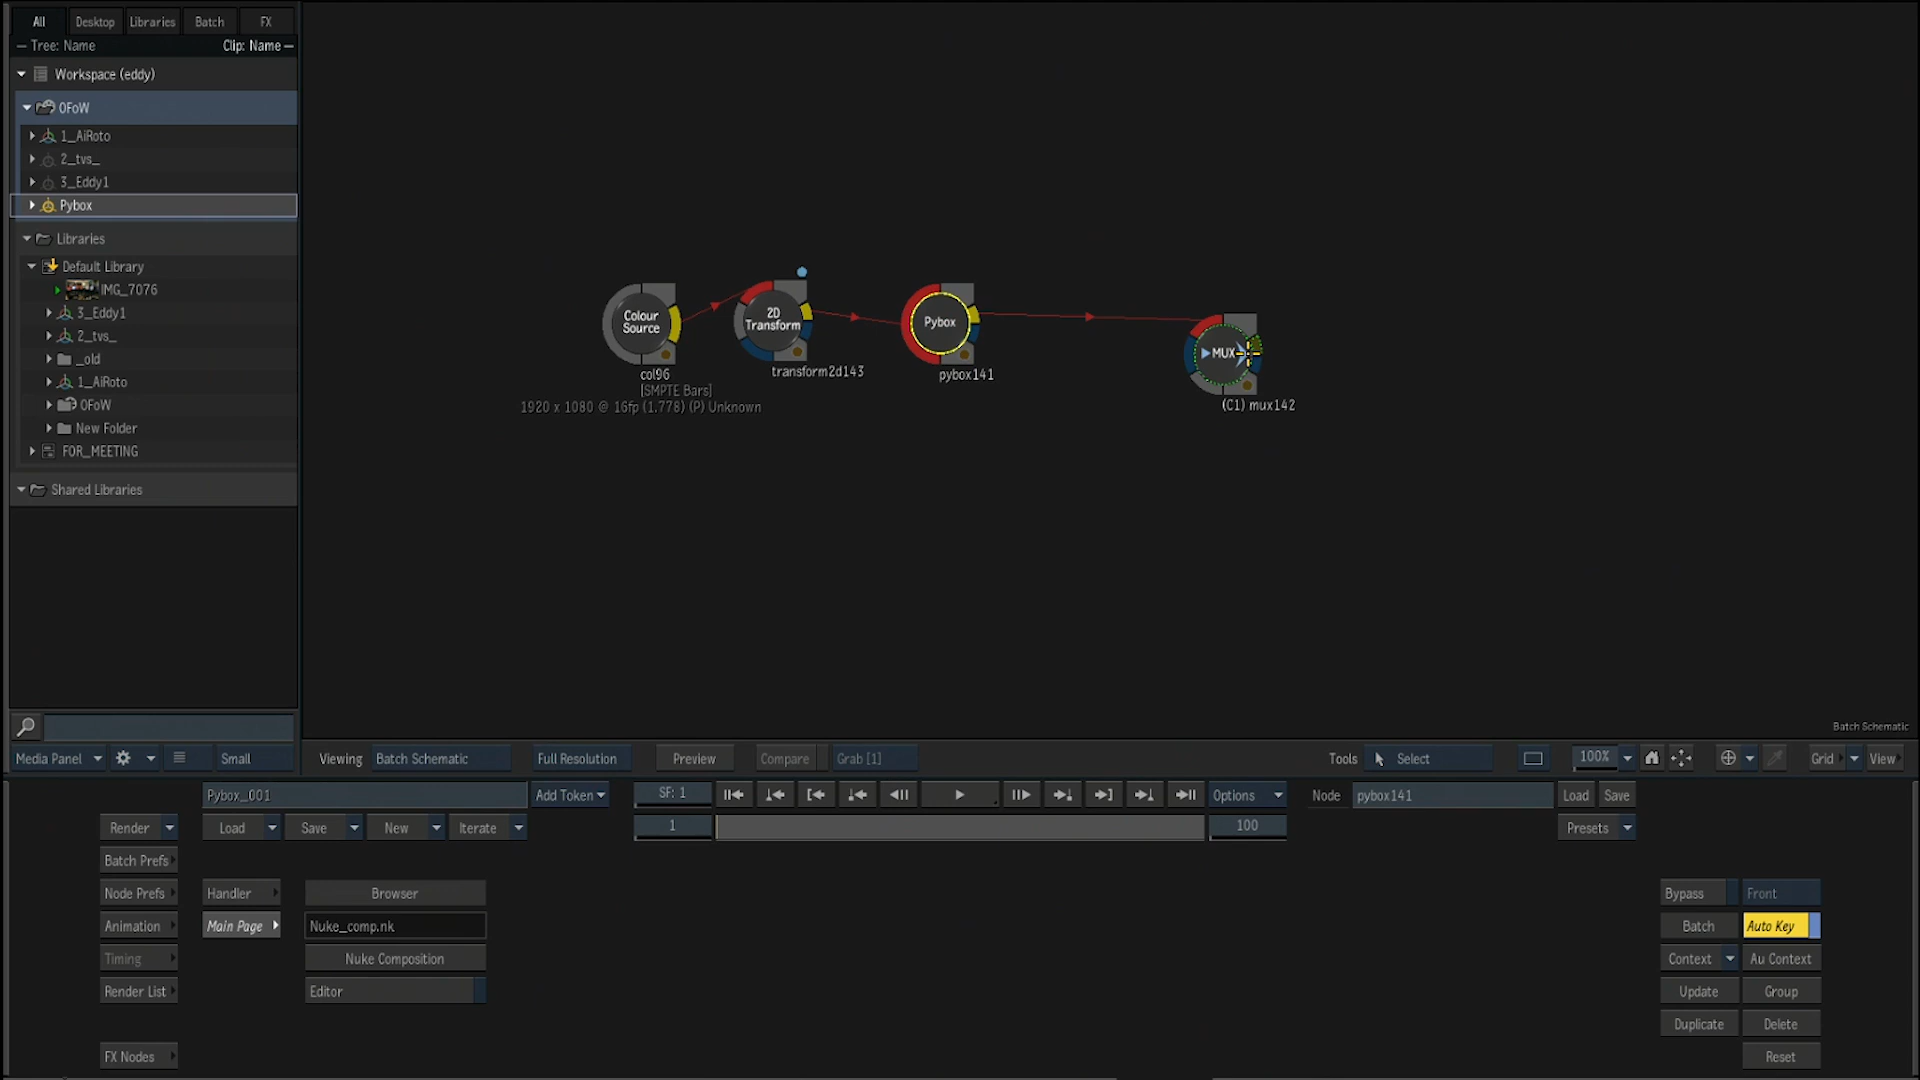 All Desktop Libraries Batch FX
Tree: Name Clip: Name
Workspace (eddy)
OFoW
1_AiRoto
2_tvs_
3_Eddy1
Pybox
Libraries
Default Library
IMG_7076
3_Eddy1
2_tvs_
_old
1_AiRoto
OFoW
New Folder
FOR_MEETING
Shared Libraries
Colour Source
col96
[SMPTE Bars]
1920 x 1080 @ 16fp (1.778) (P) Unknown
2D Transform
transform2d143
Pybox
pybox141
MUX
(C1) mux142
Batch Schematic
Media Panel Small Viewing Batch Schematic Full Resolution Preview Compare Grab [1] Tools Select 100% Grid View
Pybox_001 Add Token SF: 1 Options Node pybox141 Load Save
Render Load Save New Iterate 1 100 Presets
Batch Prefs
Node Prefs Handler Browser Bypass Front
Animation Main Page Nuke_comp.nk Batch Auto Key
Timing Nuke Composition Context Au Context
Render List Editor Update Group
Duplicate Delete
FX Nodes Reset